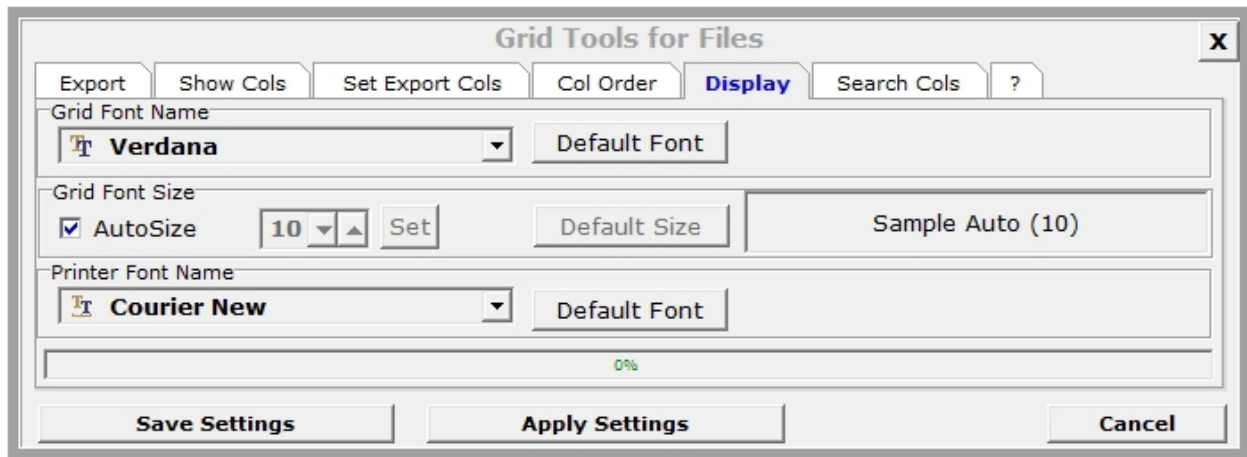 Grid Tools for Files
X
Export Show Cols Set Export Cols Col Order Display Search Cols ?
Grid Font Name
Verdana Default Font
Grid Font Size
AutoSize 10 Set Default Size Sample Auto (10)
Printer Font Name
Courier New Default Font
0%
Save Settings Apply Settings Cancel